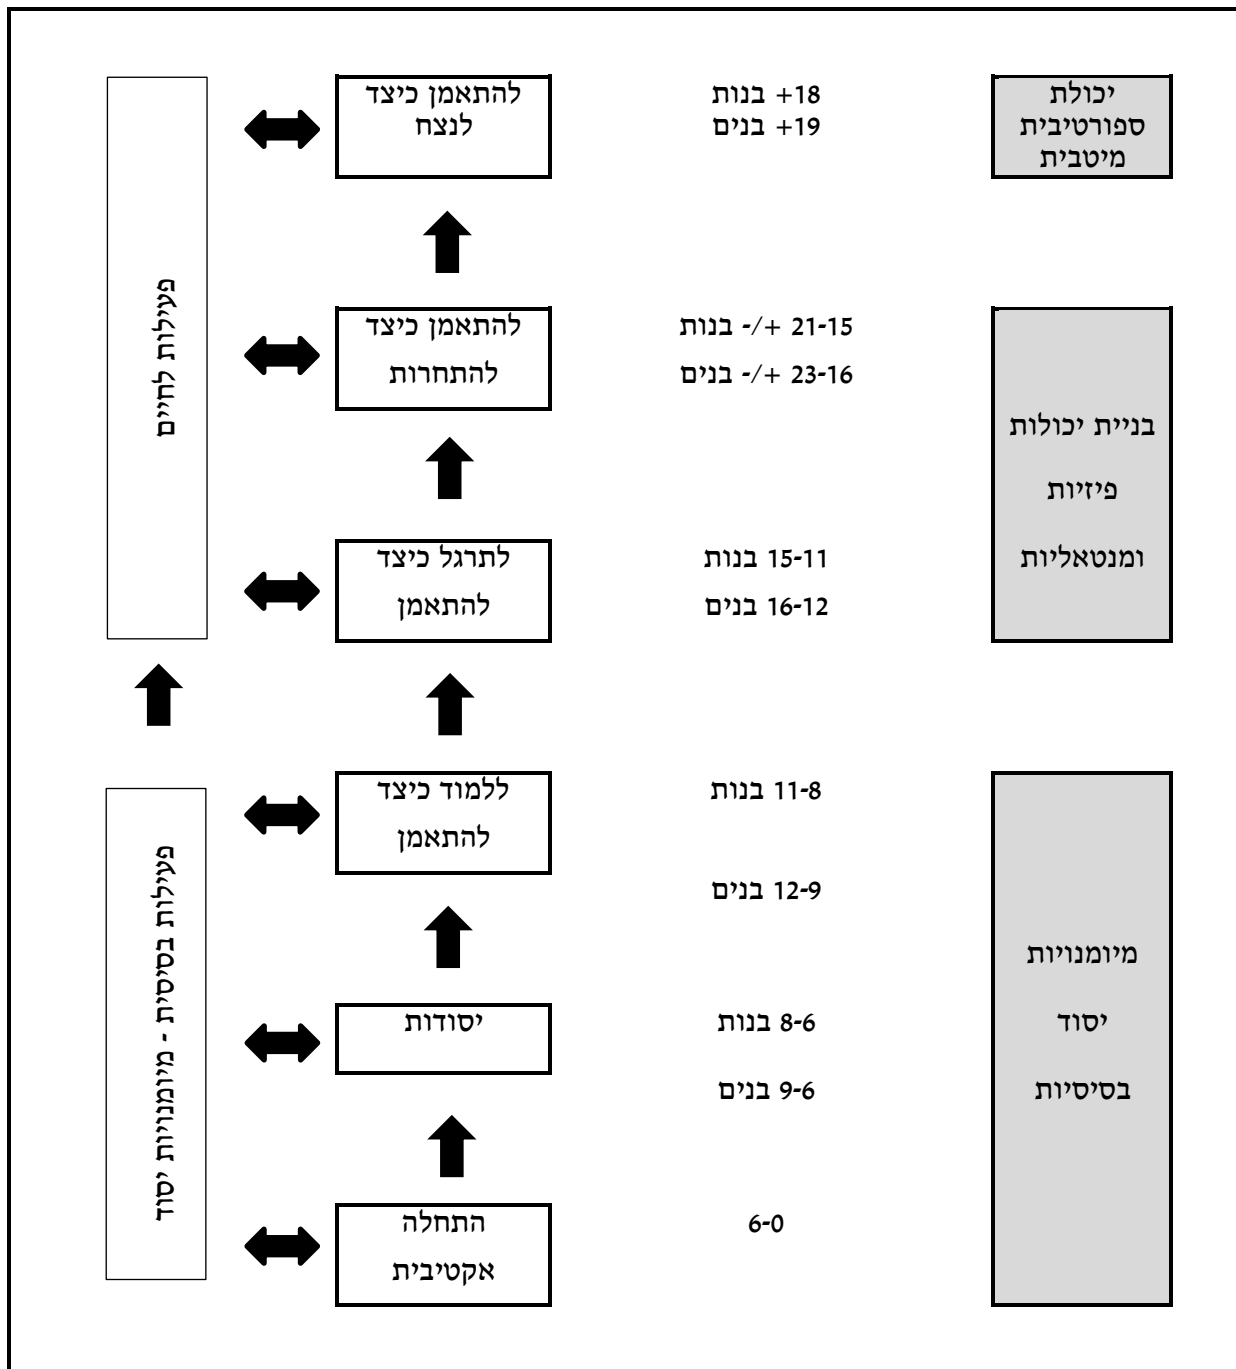 יכולת
ספורטיבית
מיטבית
18+ בנות
19+ בנים
להתאמן כיצד
לנצח
פעילות לחיים
בניית יכולות
פיזיות
ומנטאליות
21-15 +/- בנות
23-16 +/- בנים
להתאמן כיצד
להתחרות
15-11 בנות
16-12 בנים
לתרגל כיצד
להתאמן
מיומנויות
יסוד
בסיסיות
11-8 בנות
12-9 בנים
ללמוד כיצד
להתאמן
פעילות בסיסית - מיומנויות יסוד
8-6 בנות
9-6 בנים
יסודות
6-0
התחלה
אקטיבית